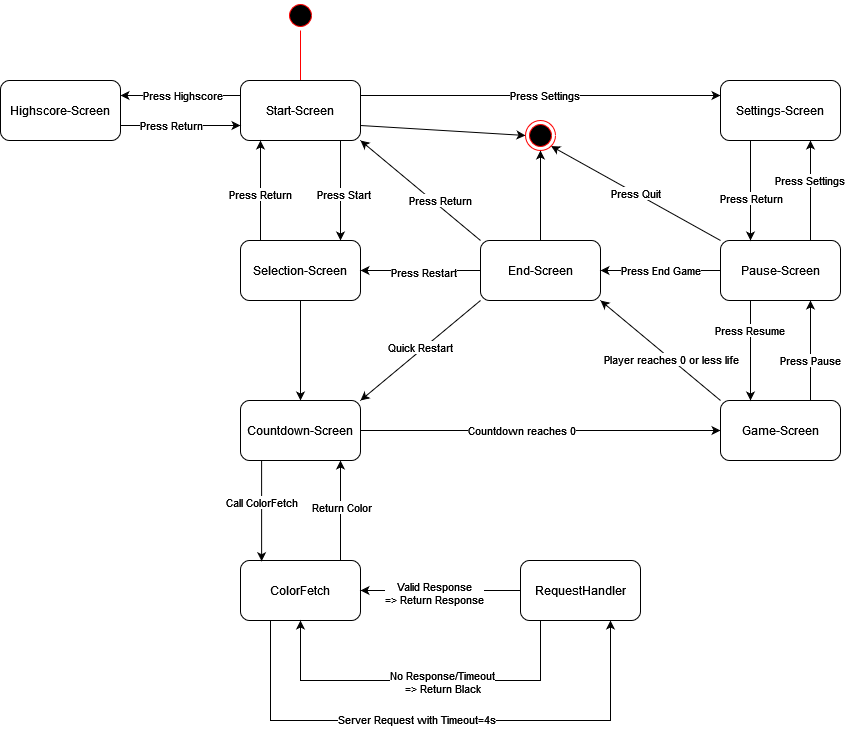 Press Highscore
Press Settings
Highscore-Screen
Start-Screen
Settings-Screen
Press Return
Press Settings
Press Return
Press Start
Press Quit
Press Return
Press Return
Selection-Screen
Press Restart
End-Screen
Press End Game
Pause-Screen
Press Resume
Quick Restart
Player reaches 0 or less life
Press Pause
Countdown-Screen
Countdown reaches 0
Game-Screen
Call ColorFetch
Return Color
ColorFetch
Valid Response
=> Return Response
RequestHandler
No Response/Timeout
=> Return Black
Server Request with Timeout=4s